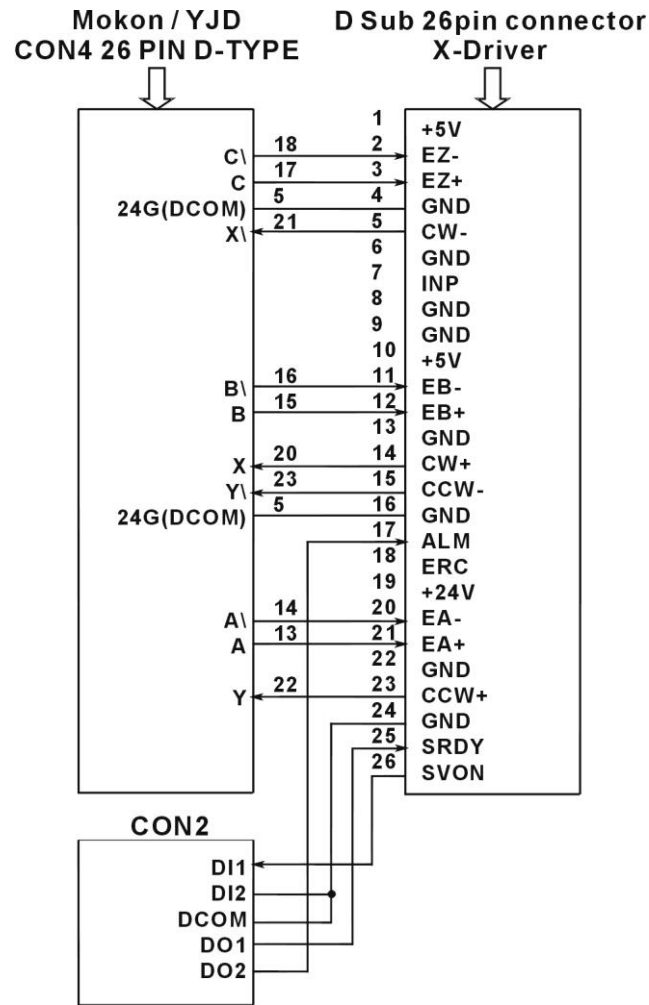 Mokon / YJD
CON4 26 PIN D-TYPE
D Sub 26pin connector
X-Driver
1 +5V
C\ 18 2 EZ-
C 17 3 EZ+
24G(DCOM) 5 4 GND
X\ 21 5 CW-
6 GND
7 INP
8 GND
9 GND
10 +5V
B\ 16 11 EB-
B 15 12 EB+
13 GND
X 20 14 CW+
Y\ 23 15 CCW-
24G(DCOM) 5 16 GND
17 ALM
18 ERC
19 +24V
A\ 14 20 EA-
A 13 21 EA+
22 GND
Y 22 23 CCW+
24 GND
25 SRDY
26 SVON
CON2
DI1
DI2
DCOM
DO1
DO2